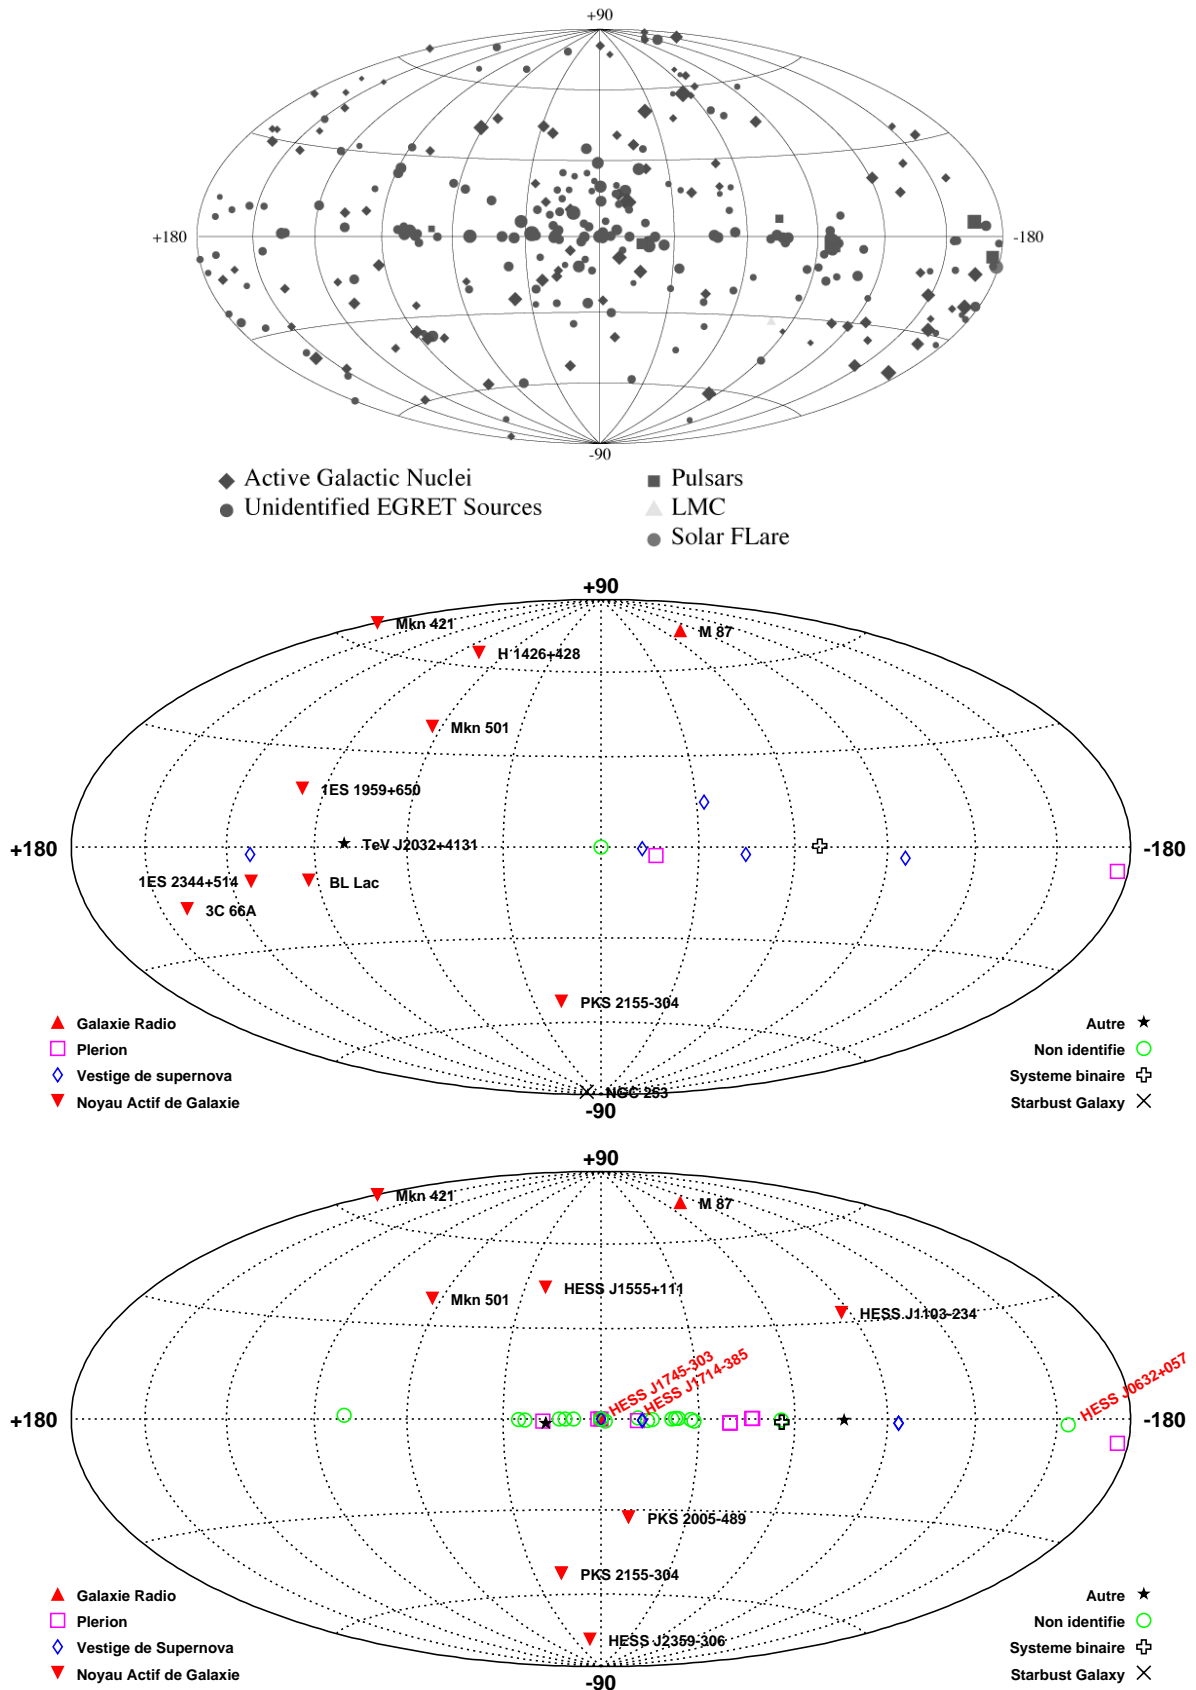 +90
+180
-180
-90
Active Galactic Nuclei
Pulsars
Unidentified EGRET Sources
LMC
Solar FLare
+90
Mkn 421
M 87
H 1426+428
Mkn 501
1ES 1959+650
TeV J2032+4131
+180
-180
1ES 2344+514
BL Lac
3C 66A
PKS 2155-304
Galaxie Radio
Autre
Plerion
Non identifie
Vestige de supernova
Systeme binaire
NGC 253
Noyau Actif de Galaxie
Starbust Galaxy
-90
+90
Mkn 421
M 87
HESS J1555+111
Mkn 501
HESS J1103-234
HESS J1745-303
HESS J1714-385
HESS J0632+057
+180
-180
PKS 2005-489
PKS 2155-304
Galaxie Radio
Autre
Plerion
Non identifie
HESS J2359-306
Vestige de Supernova
Systeme binaire
Noyau Actif de Galaxie
Starbust Galaxy
-90